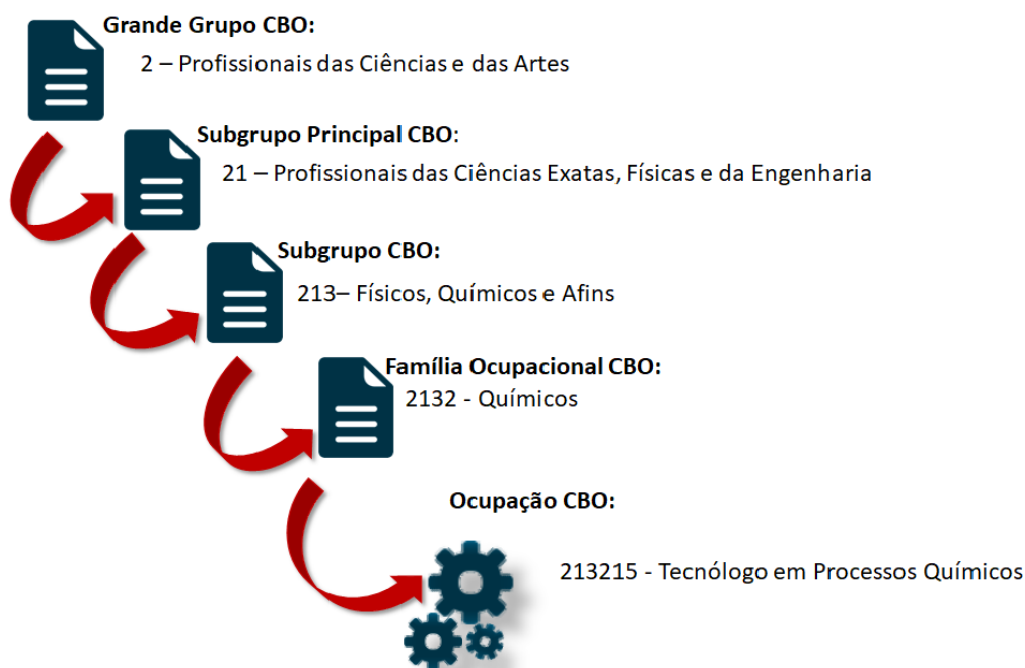 Grande Grupo CBO:
2 – Profissionais das Ciências e das Artes
Subgrupo Principal CBO:
21 – Profissionais das Ciências Exatas, Físicas e da Engenharia
Subgrupo CBO:
213– Físicos, Químicos e Afins
Família Ocupacional CBO:
2132 - Químicos
Ocupação CBO:
213215 - Tecnólogo em Processos Químicos